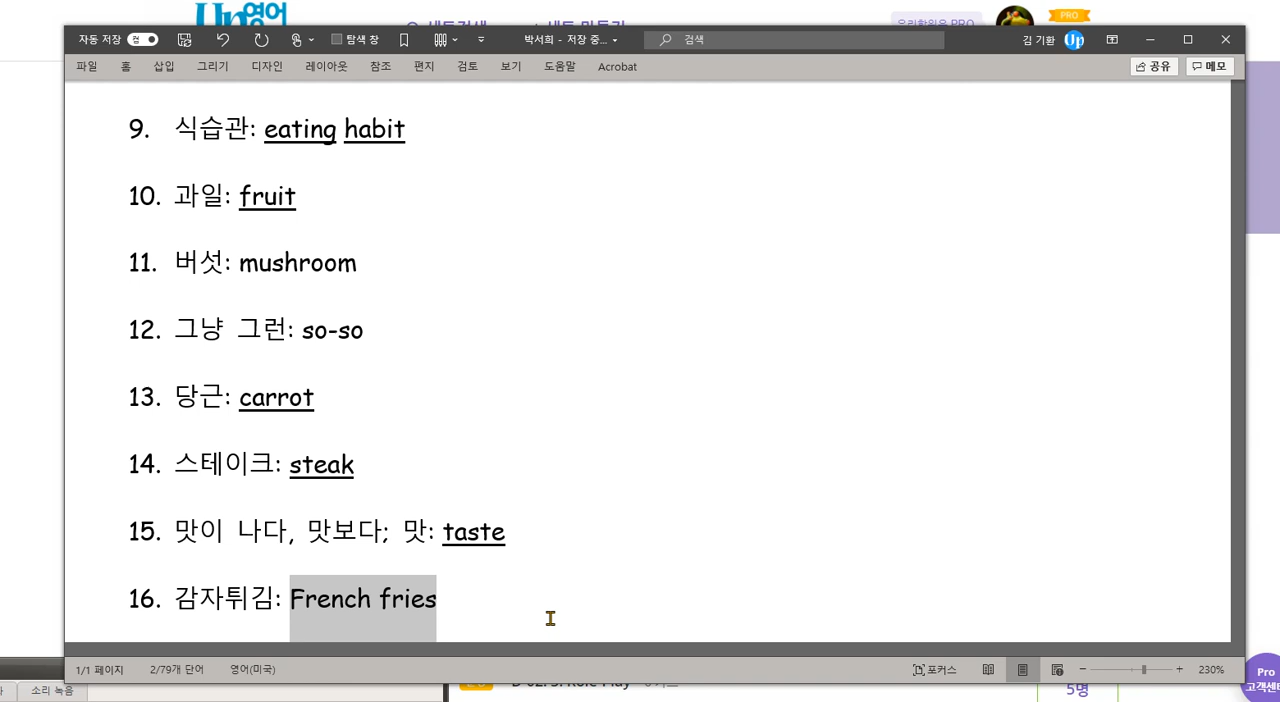 Up영어
PRO
자동 저장 박서희 - 저장 중... 검색 김 기환 Up
탐색 창
파일 홈 삽입 그리기 디자인 레이아웃 참조 편지 검토 보기 도움말 Acrobat 공유 메모
9. 식습관: eating habit
10. 과일: fruit
11. 버섯: mushroom
12. 그냥 그런: so-so
13. 당근: carrot
14. 스테이크: steak
15. 맛이 나다, 맛보다; 맛: taste
16. 감자튀김: French fries
1/1 페이지 2/79개 단어 영어(미국) 포커스 230%
소리 녹음
5명
Pro
고객센터